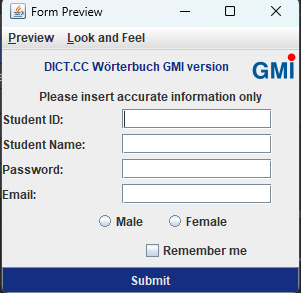 Form Preview
Preview Look and Feel
DICT.CC Wörterbuch GMI version
GMI
Please insert accurate information only
Student ID:
Student Name:
Password:
Email:
Male Female
Remember me
Submit